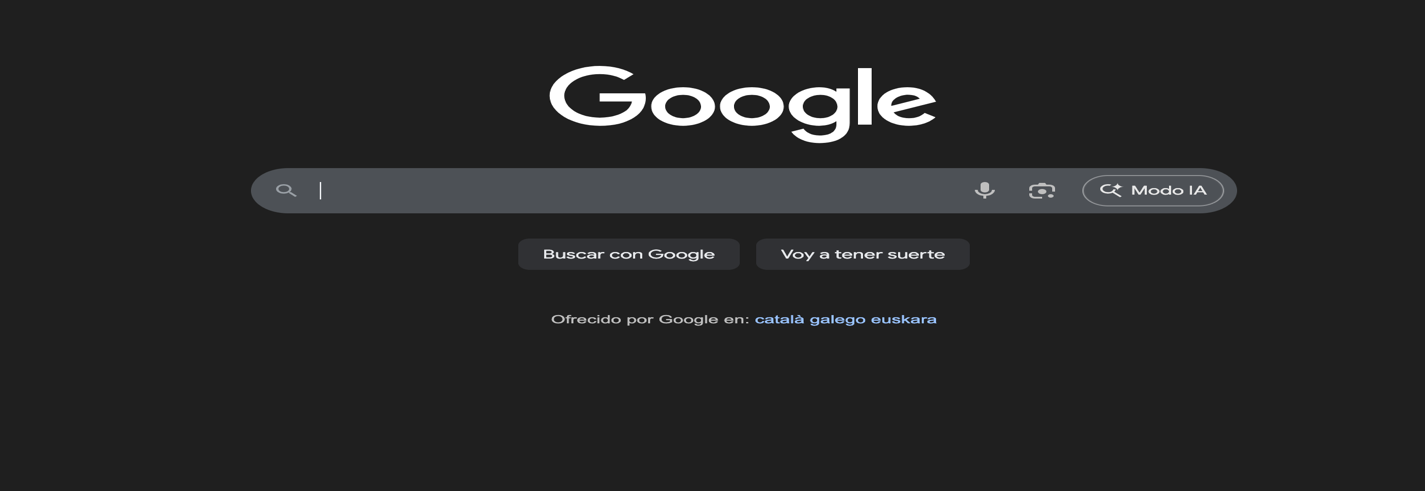 Google
Modo IA
Buscar con Google
Voy a tener suerte
Ofrecido por Google en: català galego euskara